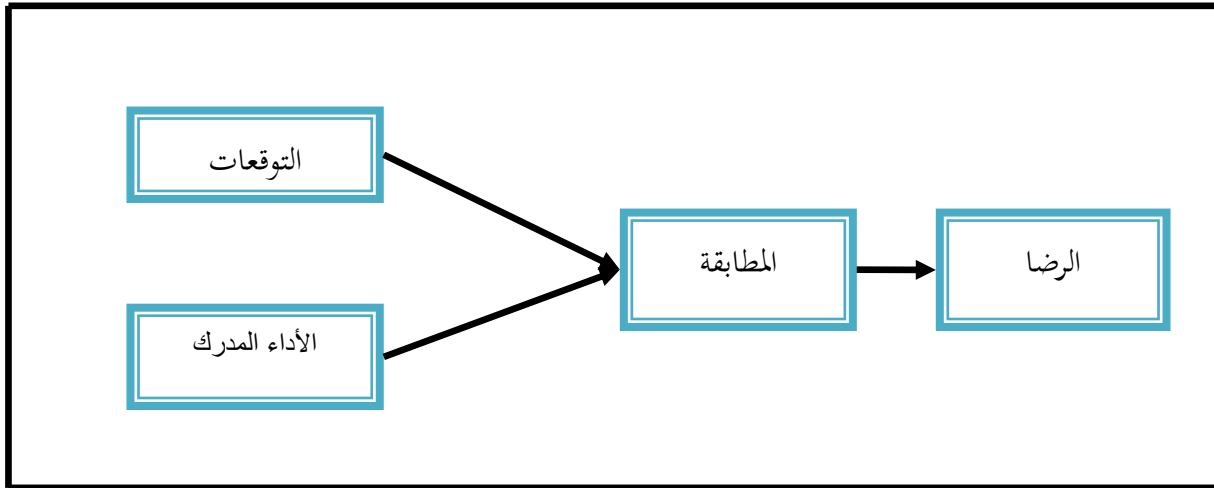 التوقعات
الأداء المدرك
المطابقة
الرضا